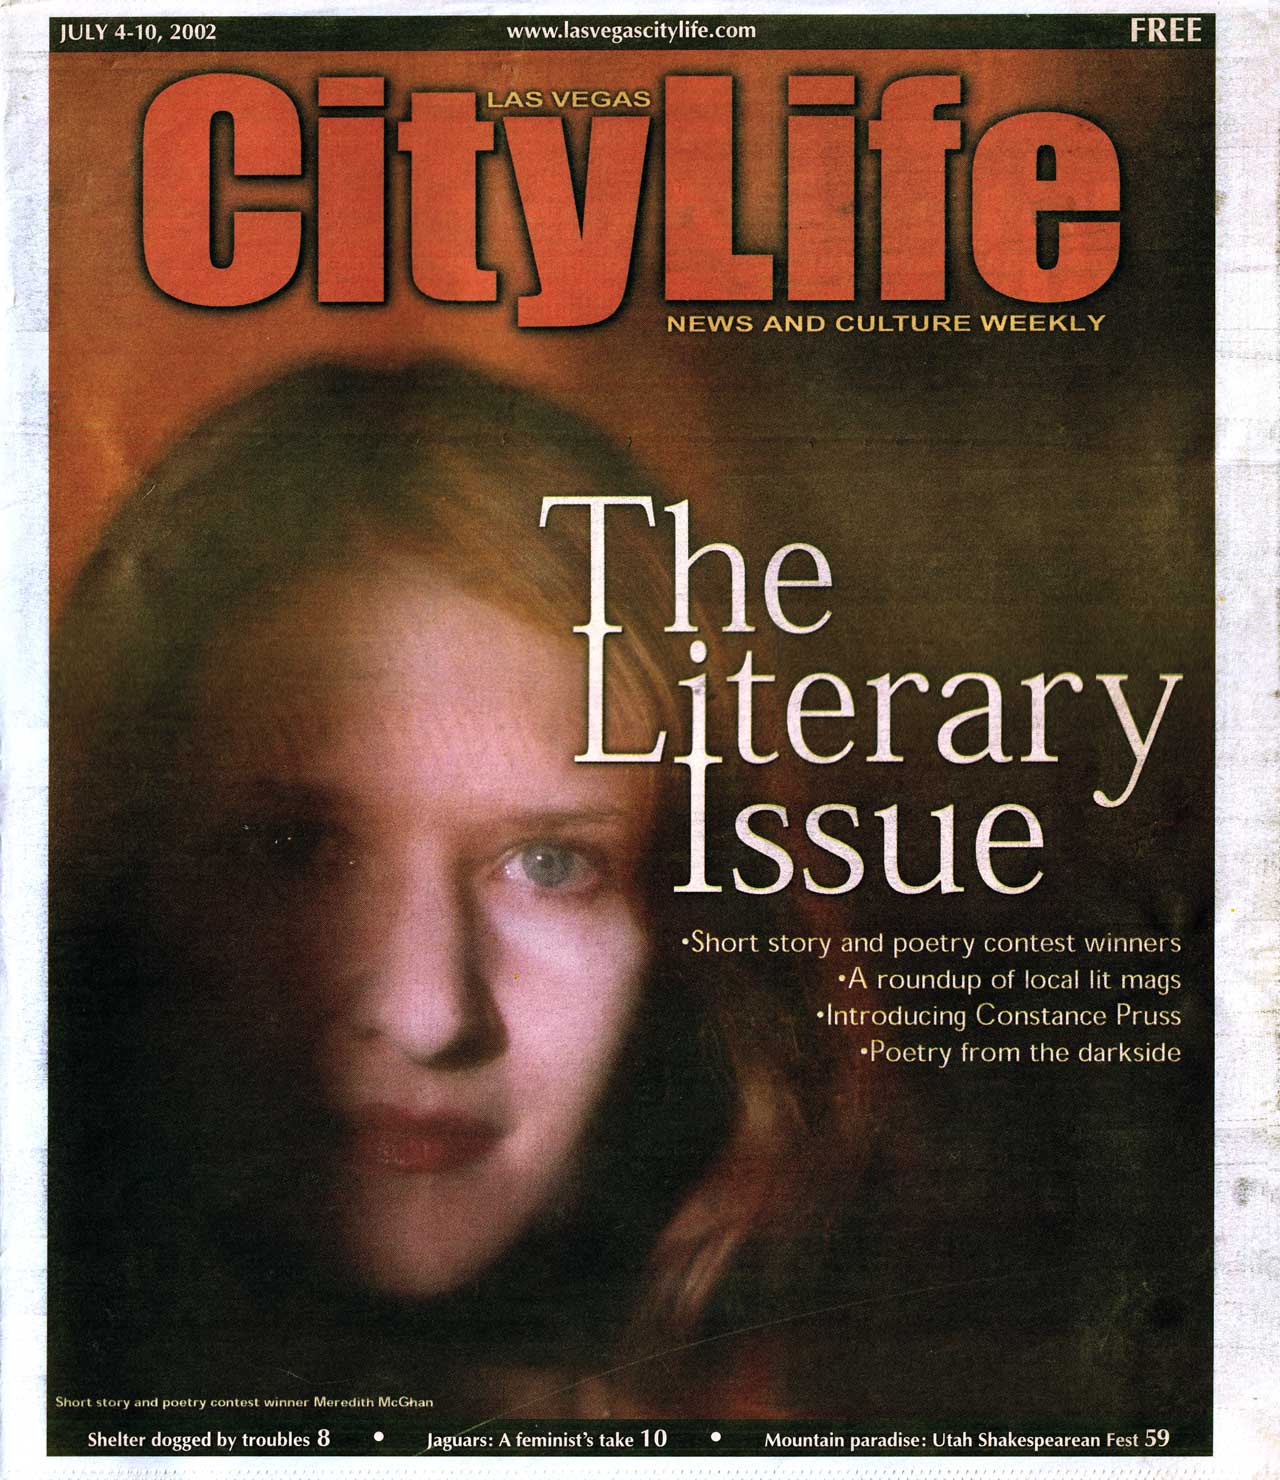 JULY 4-10, 2002
www.lasvegascitylife.com
FREE
LAS VEGAS
CityLife
NEWS AND CULTURE WEEKLY
The
Literary
Issue
•Short story and poetry contest winners
•A roundup of local lit mags
•Introducing Constance Pruss
•Poetry from the darkside
Short story and poetry contest winner Meredith McGhan
Shelter dogged by troubles 8 • Jaguars: A feminist's take 10 • Mountain paradise: Utah Shakespearean Fest 59